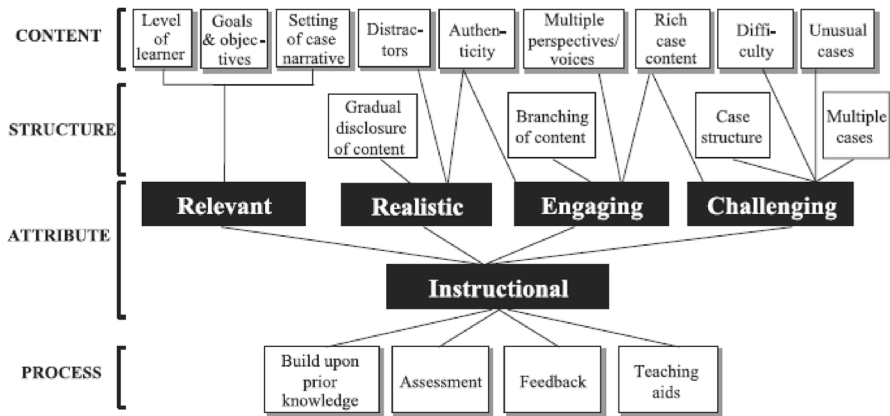 CONTENT
Level of
learner
Goals
& objec-
tives
Setting
of case
narrative
Distrac-
tors
Authen-
ticity
Multiple
perspectives/
voices
Rich
case
content
Diffi-
culty
Unusual
cases
STRUCTURE
Gradual
disclosure
of content
Branching
of content
Case
structure
Multiple
cases
ATTRIBUTE
Relevant
Realistic
Engaging
Challenging
Instructional
PROCESS
Build upon
prior
knowledge
Assessment
Feedback
Teaching
aids